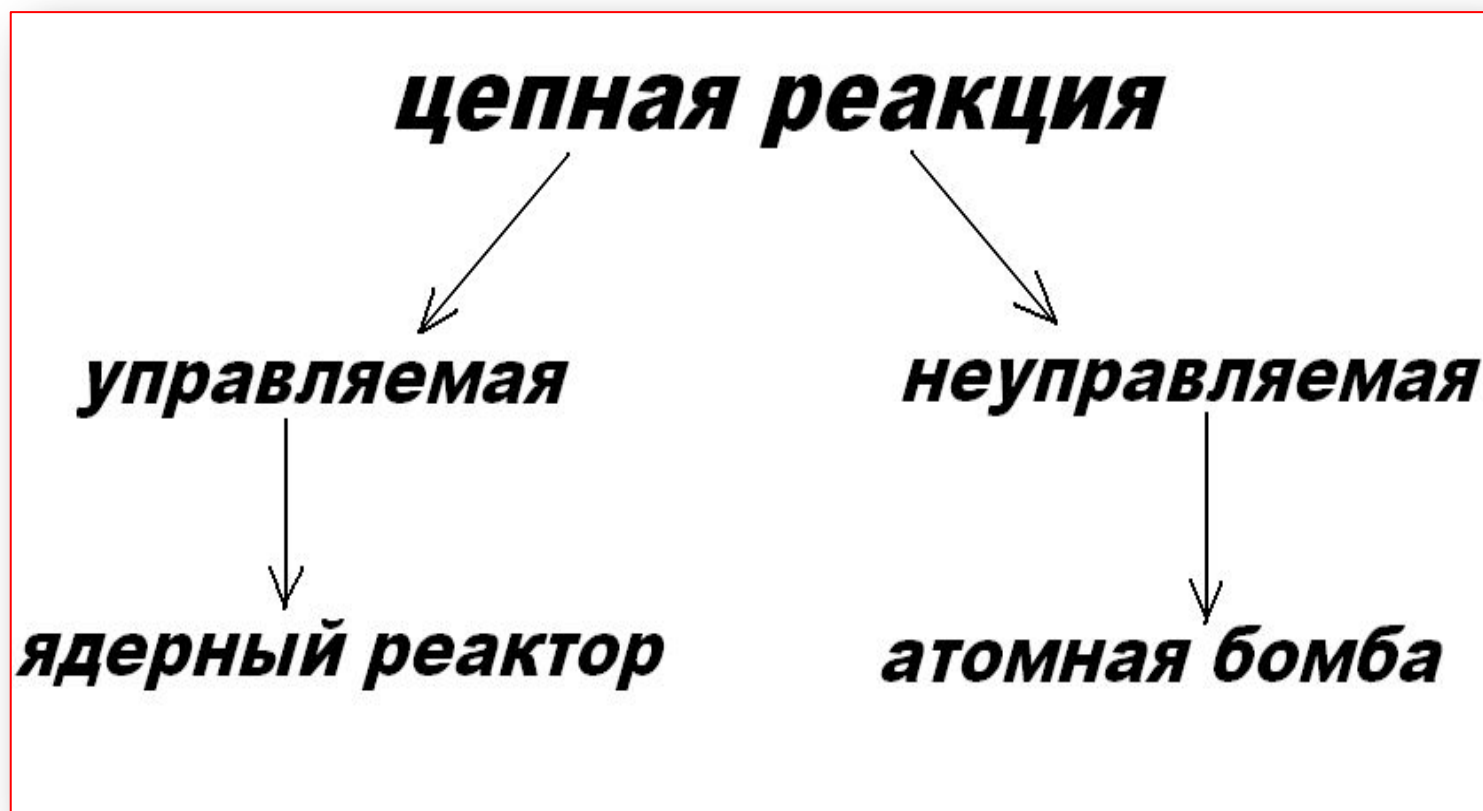 цепная реакция
управляемая неуправляемая
ядерный реактор атомная бомба